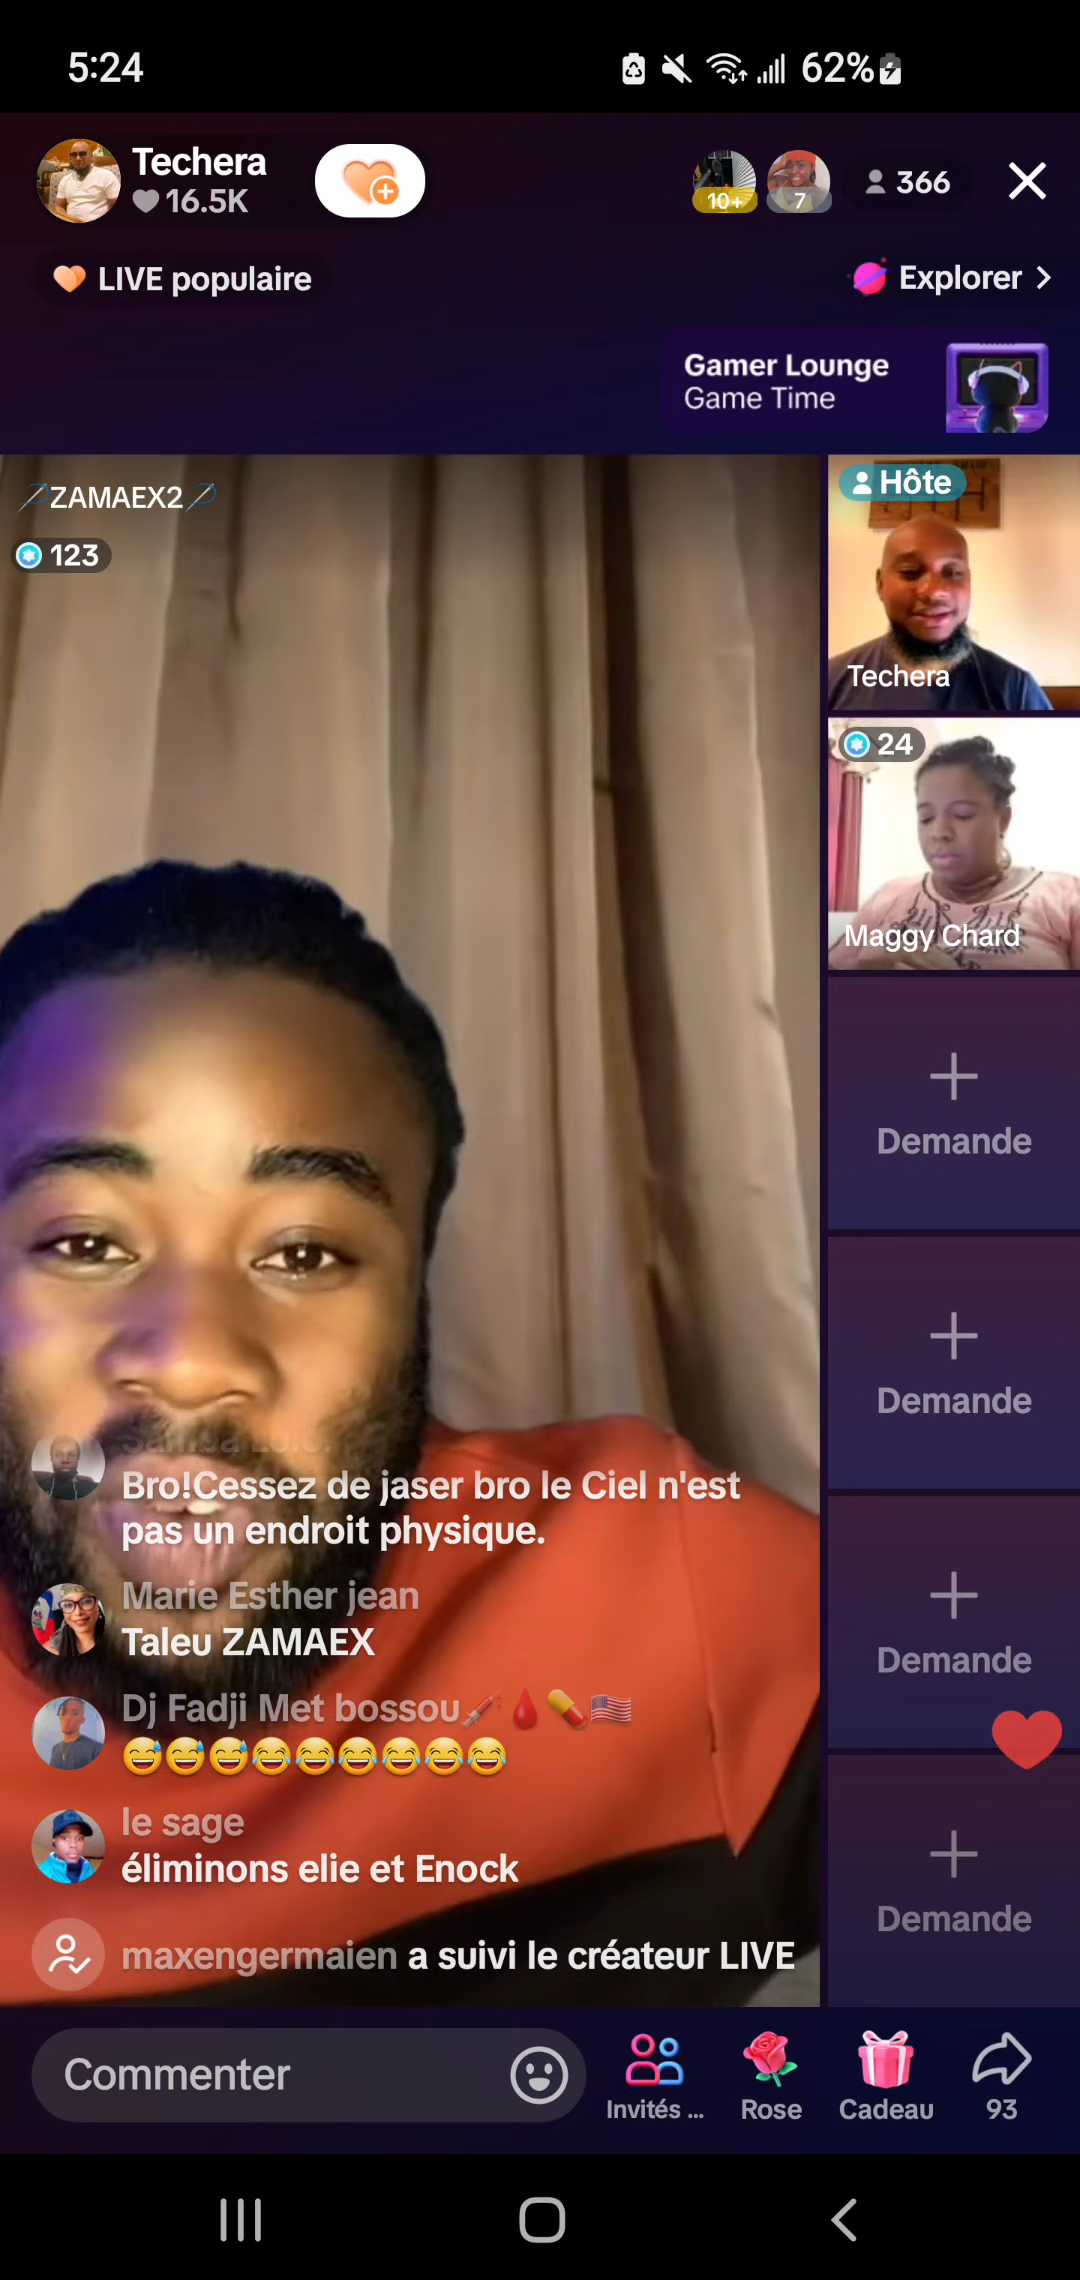 5:24
62%
Techera
16.5K
10+
7
366
LIVE populaire
Explorer
Gamer Lounge
Game Time
ZAMAEX2
123
Hôte
Techera
24
Maggy Chard
Demande
Demande
Demande
Demande
Bro!Cessez de jaser bro le Ciel n'est
pas un endroit physique.
Marie Esther jean
Taleu ZAMAEX
Dj Fadji Met bossou💉🩸💊🇺🇸
😅😅😅😂😂😂😂😂😂
le sage
éliminons elie et Enock
maxengermaien a suivi le créateur LIVE
Commenter
Invités ...
Rose
Cadeau
93